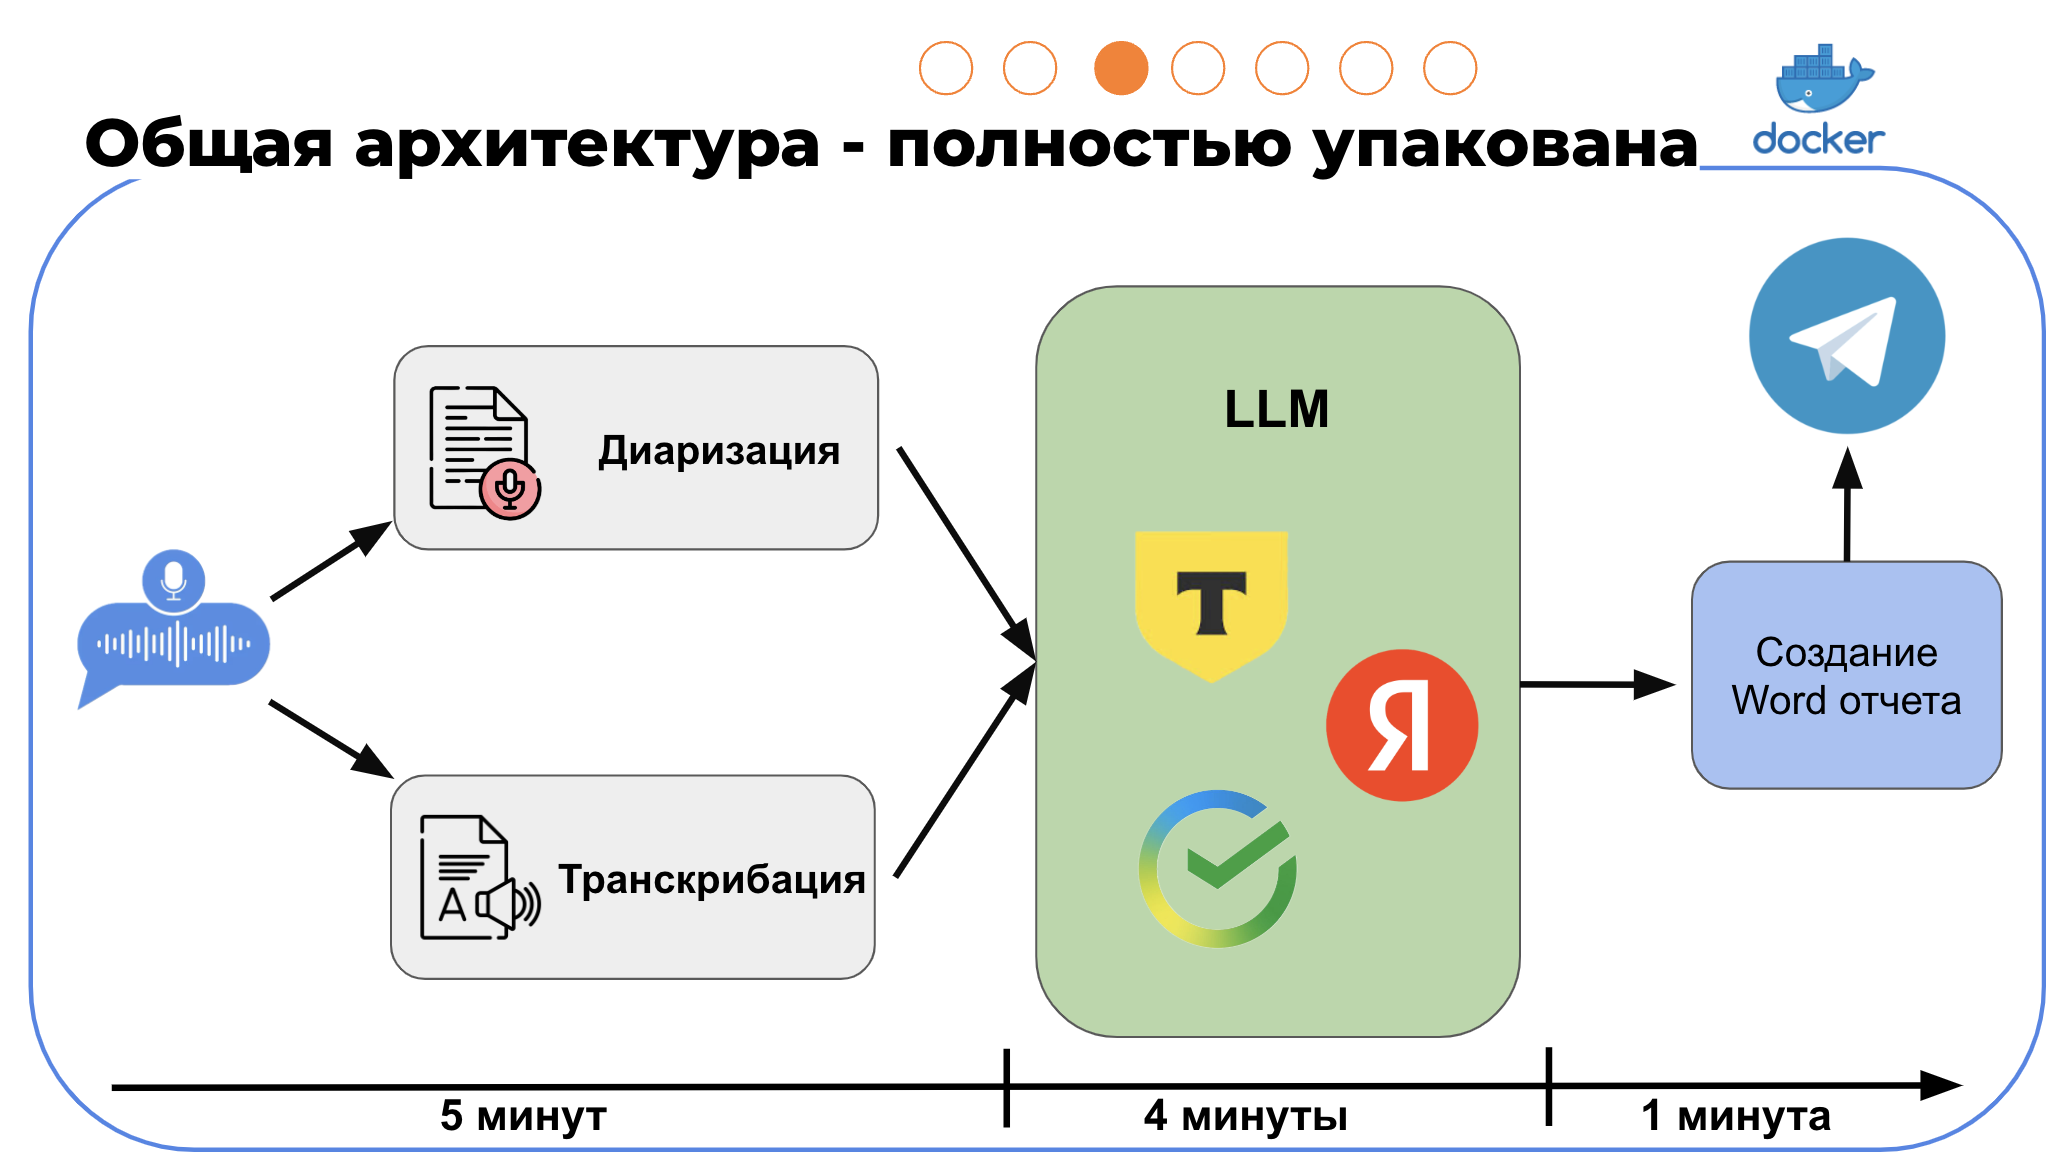 Общая архитектура - полностью упакована
docker
Диаризация
LLM
T
Я
Создание
Word отчета
Транскрибация
A
5 минут
4 минуты
1 минута